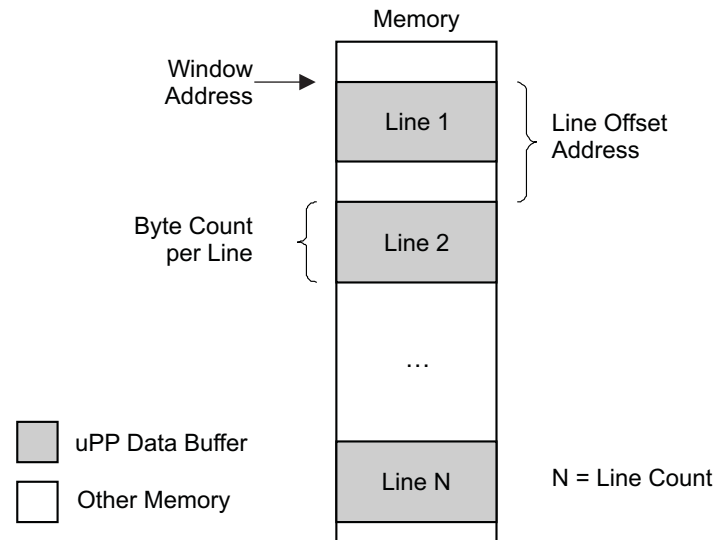 Memory
Window
Address
Line 1
Line Offset
Address
Byte Count
per Line
Line 2
...
uPP Data Buffer
Line N
N = Line Count
Other Memory